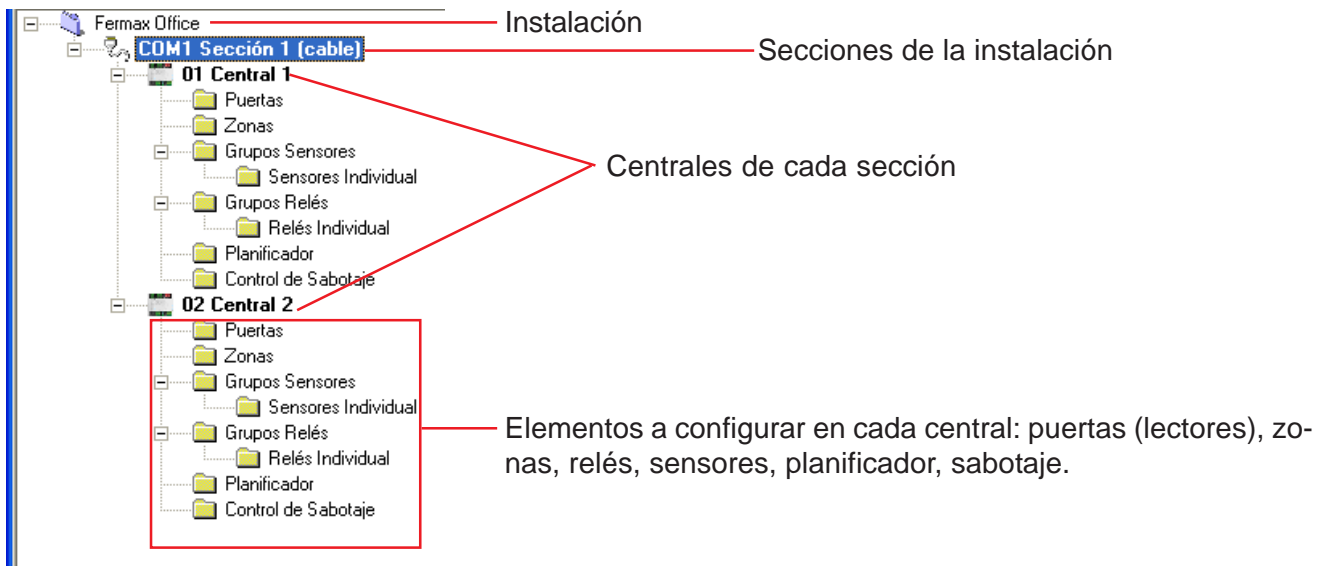 Fermax Office
Instalación
COM1 Sección 1 (cable)
Secciones de la instalación
01 Central 1
Puertas
Zonas
Grupos Sensores
Sensores Individual
Centrales de cada sección
Grupos Relés
Relés Individual
Planificador
Control de Sabotaje
02 Central 2
Puertas
Zonas
Grupos Sensores
Sensores Individual
Grupos Relés
Relés Individual
Planificador
Control de Sabotaje
Elementos a configurar en cada central: puertas (lectores), zo-
nas, relés, sensores, planificador, sabotaje.